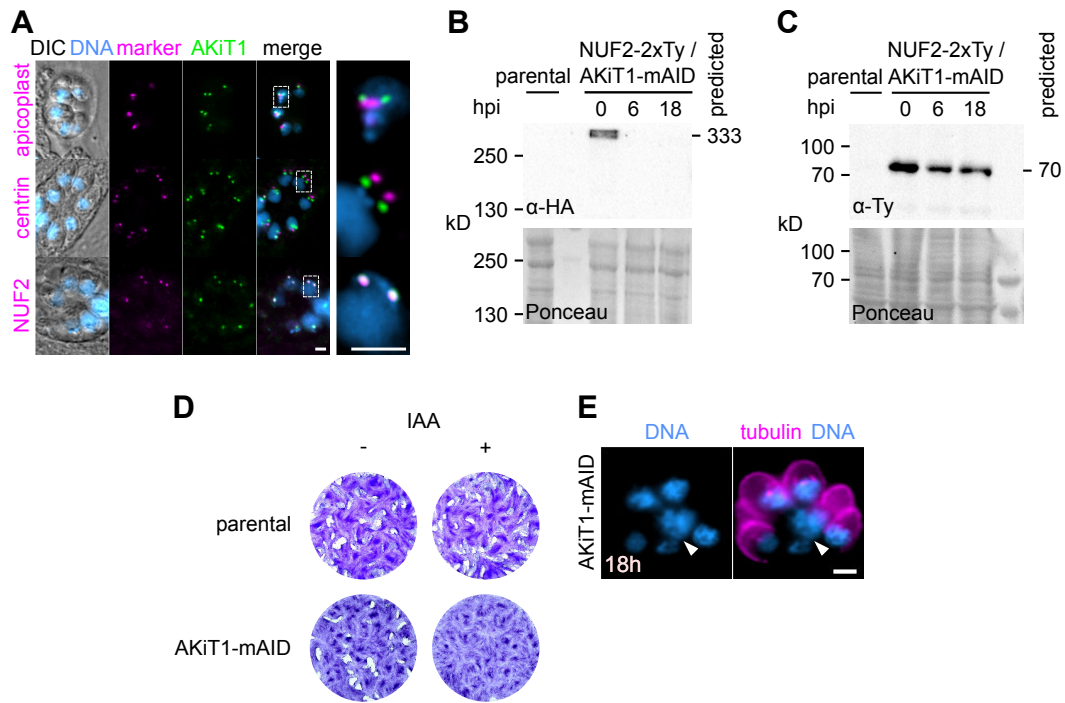 A
DIC DNA marker AKiT1 merge
apicoplast
centrin
NUF2
B
NUF2-2xTy /
parental AKiT1-mAID
predicted
hpi 0 6 18
333
250
130
α-HA
kD
250
130
Ponceau
C
NUF2-2xTy /
parental AKiT1-mAID
predicted
hpi 0 6 18
100
70
70
α-Ty
kD
100
70
Ponceau
D
IAA
- +
parental
AKiT1-mAID
E
DNA tubulin DNA
AKiT1-mAID
18h